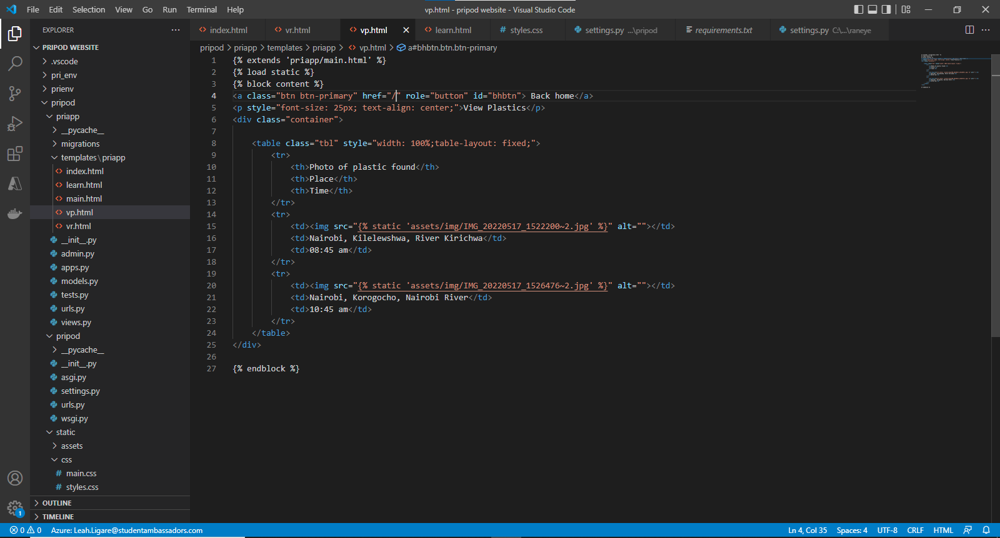 File Edit Selection View Go Run Terminal Help
vp.html - pripod website - Visual Studio Code
EXPLORER
PRIPOD WEBSITE
.vscode
pri_env
prienv
pripod
priapp
__pycache__
migrations
templates\priapp
index.html
learn.html
main.html
vp.html
vr.html
__init__.py
admin.py
apps.py
models.py
tests.py
urls.py
views.py
pripod
__pycache__
__init__.py
asgi.py
settings.py
urls.py
wsgi.py
static
assets
css
main.css
styles.css
OUTLINE
TIMELINE
index.html vr.html vp.html learn.html styles.css settings.py ...\pripod requirements.txt settings.py C:\...\raneye
pripod > priapp > templates > priapp > vp.html > a#bhbtn.btn.btn-primary
1 {% extends 'priapp/main.html' %}
2 {% load static %}
3 {% block content %}
4 <a class="btn btn-primary" href="/" role="button" id="bhbtn"> Back home</a>
5 <p style="font-size: 25px; text-align: center;">View Plastics</p>
6 <div class="container">
7
8 <table class="tbl" style="width: 100%;table-layout: fixed;">
9 <tr>
10 <th>Photo of plastic found</th>
11 <th>Place</th>
12 <th>Time</th>
13 </tr>
14 <tr>
15 <td><img src="{% static 'assets/img/IMG_20220517_1522200~2.jpg' %}" alt=""></td>
16 <td>Nairobi, Kilelewshwa, River Kirichwa</td>
17 <td>08:45 am</td>
18 </tr>
19 <tr>
20 <td><img src="{% static 'assets/img/IMG_20220517_1526476~2.jpg' %}" alt=""></td>
21 <td>Nairobi, Korogocho, Nairobi River</td>
22 <td>10:45 am</td>
23 </tr>
24 </table>
25 </div>
26
27 {% endblock %}
1
0 0 Azure: Leah.Ligare@studentambassadors.com
Ln 4, Col 35 Spaces: 4 UTF-8 CRLF HTML